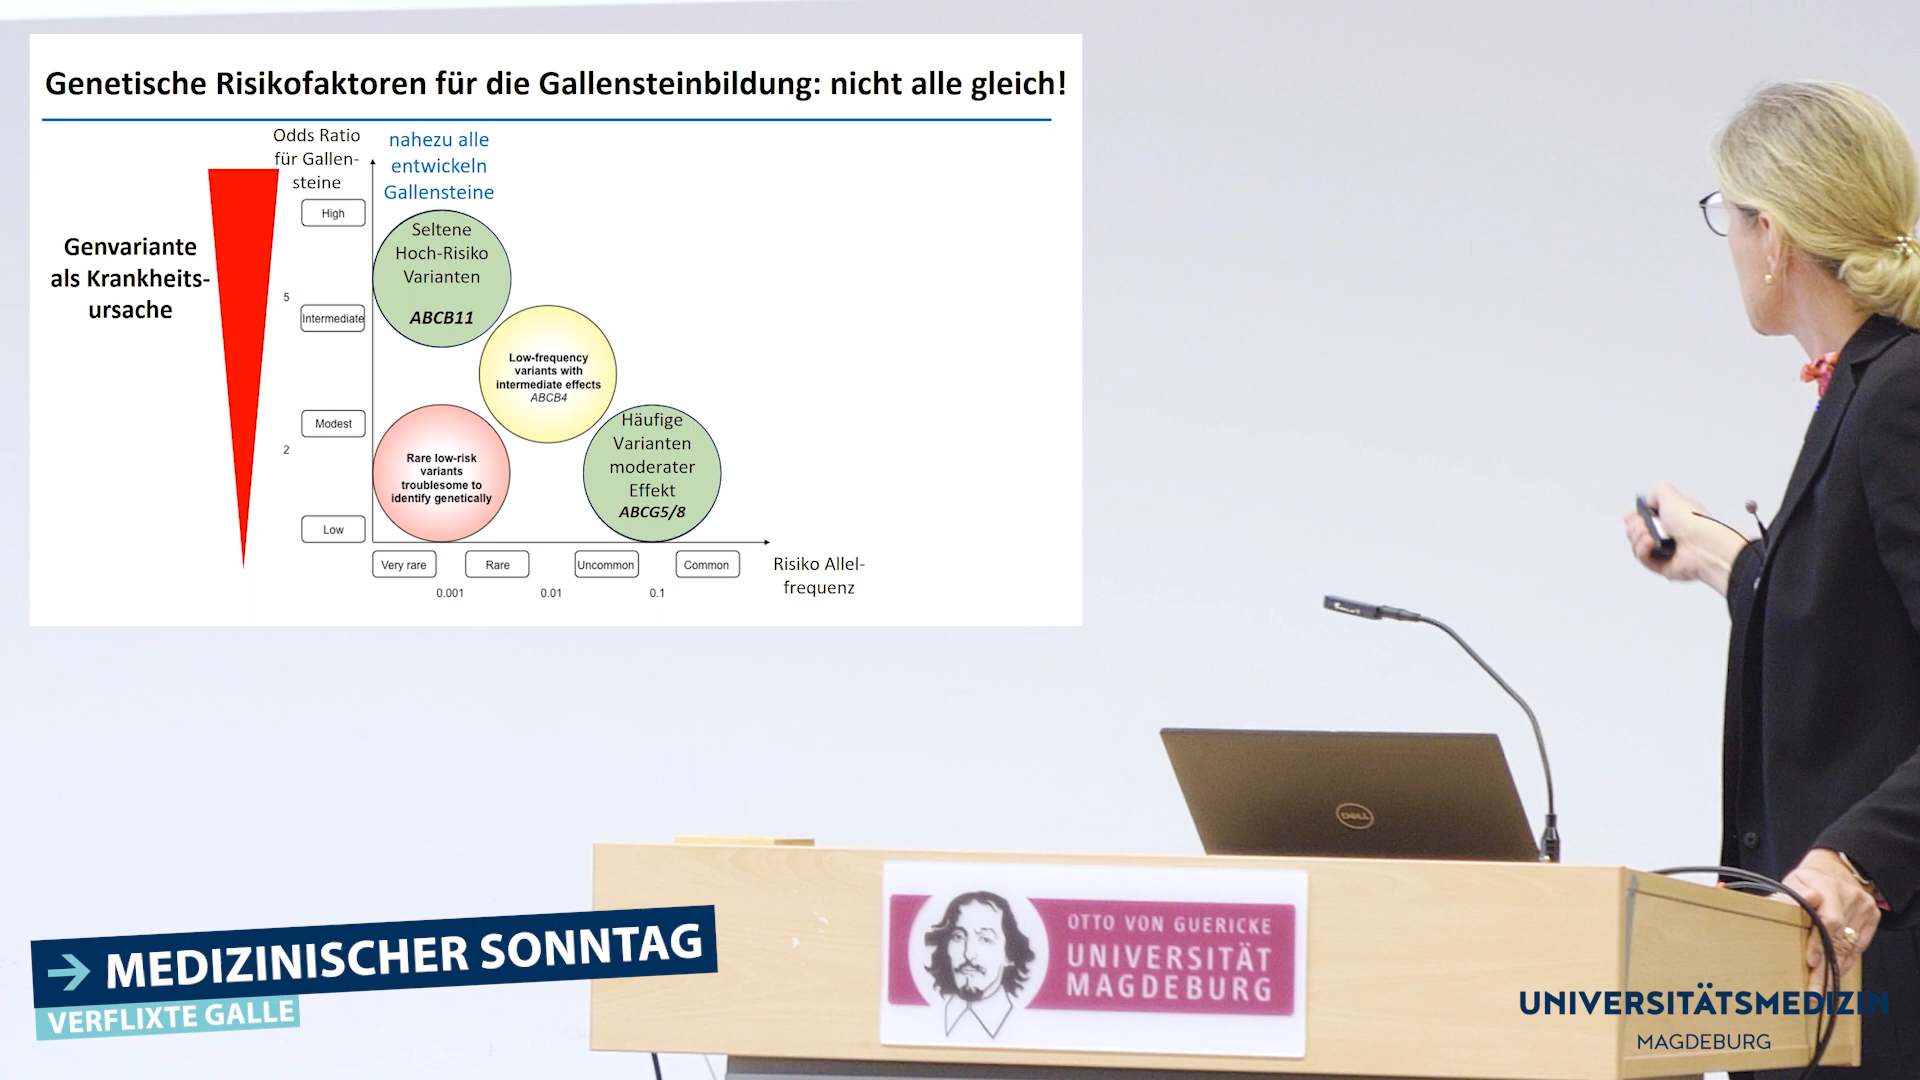 Genetische Risikofaktoren für die Gallensteinbildung: nicht alle gleich!
Odds Ratio
für Gallen-
steine
nahezu alle
entwickeln
Gallensteine
High
Genvariante
als Krankheits-
ursache
5
Intermediate
Modest
2
Low
Seltene
Hoch-Risiko
Varianten
ABCB11
Low-frequency
variants with
intermediate effects
ABCB4
Rare low-risk
variants
troublesome to
identify genetically
Häufige
Varianten
moderater
Effekt
ABCG5/8
Very rare
Rare
Uncommon
Common
Risiko Allel-
frequenz
0.001
0.01
0.1
DELL
OTTO VON GUERICKE
UNIVERSITÄT
MAGDEBURG
MEDIZINISCHER SONNTAG
VERFLIXTE GALLE
UNIVERSITÄTSMEDIZIN
MAGDEBURG